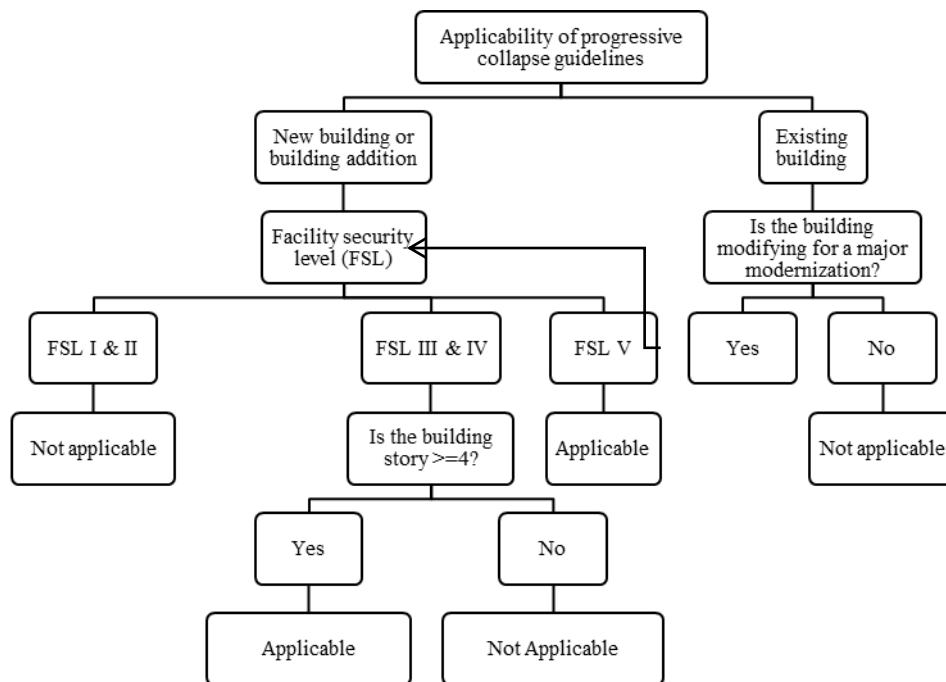 Applicability of progressive
collapse guidelines
New building or
building addition
Existing
building
Facility security
level (FSL)
Is the building
modifying for a major
modernization?
FSL I & II
FSL III & IV
FSL V
Yes
No
Not applicable
Is the building
story >=4?
Applicable
Not applicable
Yes
No
Applicable
Not Applicable